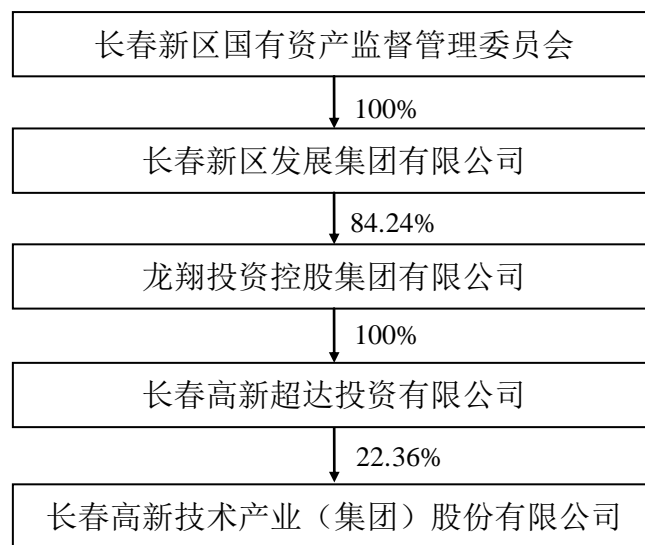 长春新区国有资产监督管理委员会
100%
长春新区发展集团有限公司
84.24%
龙翔投资控股集团有限公司
100%
长春高新超达投资有限公司
22.36%
长春高新技术产业（集团）股份有限公司